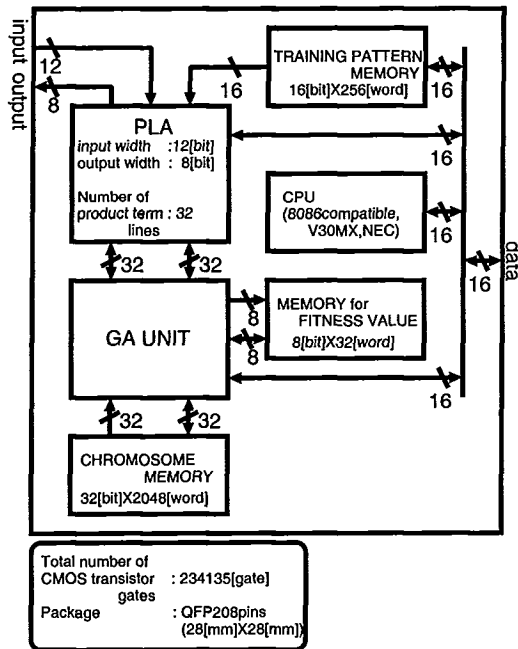 input output
12
8
16
TRAINING PATTERN
MEMORY
16[bit]X256[word]
16
PLA
input width :12[bit]
output width : 8[bit]
Number of
product term : 32
lines
16
CPU
(8086compatible,
V30MX,NEC)
16
data
16
32
32
GA UNIT
8
8
MEMORY for
FITNESS VALUE
8[bit]X32[word]
16
32
32
CHROMOSOME
MEMORY
32[bit]X2048[word]
Total number of
CMOS transistor : 234135[gate]
gates
Package : QFP208pins
(28[mm]X28[mm])